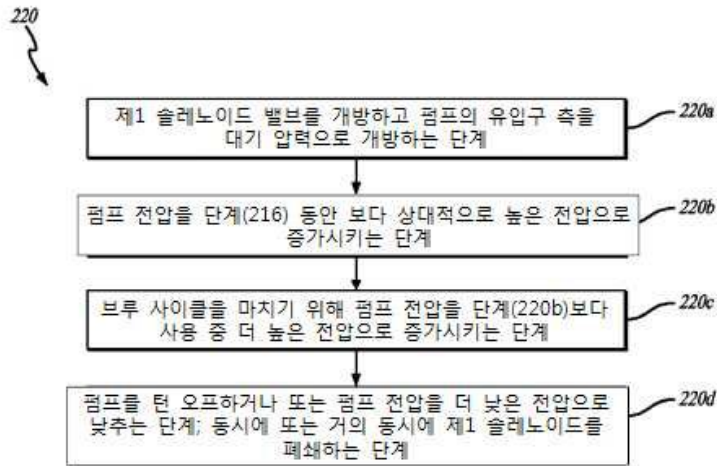 220
제1 솔레노이드 밸브를 개방하고 펌프의 유입구 측을
대기 압력으로 개방하는 단계
220a
펌프 전압을 단계(216) 동안 보다 상대적으로 높은 전압으로
증가시키는 단계
220b
브루 사이클을 마치기 위해 펌프 전압을 단계(220b)보다
사용 중 더 높은 전압으로 증가시키는 단계
220c
펌프를 턴 오프하거나 또는 펌프 전압을 더 낮은 전압으로
낮추는 단계; 동시에 또는 거의 동시에 제1 솔레노이드를
폐쇄하는 단계
220d